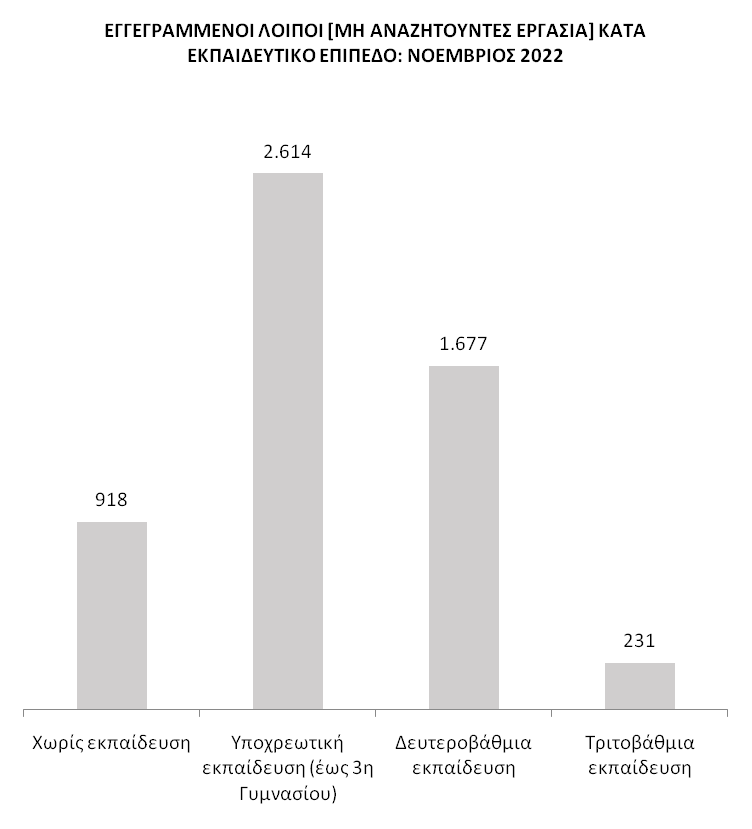 ΕΓΓΕΓΡΑΜΜΕΝΟΙ ΛΟΙΠΟΙ [ΜΗ ΑΝΑΖΗΤΟΥΝΤΕΣ ΕΡΓΑΣΙΑ] ΚΑΤΑ
ΕΚΠΑΙΔΕΥΤΙΚΟ ΕΠΙΠΕΔΟ: ΝΟΕΜΒΡΙΟΣ 2022
918
2.614
1.677
231
Χωρίς εκπαίδευση
Υποχρεωτική
εκπαίδευση (έως 3η
Γυμνασίου)
Δευτεροβάθμια
εκπαίδευση
Τριτοβάθμια
εκπαίδευση